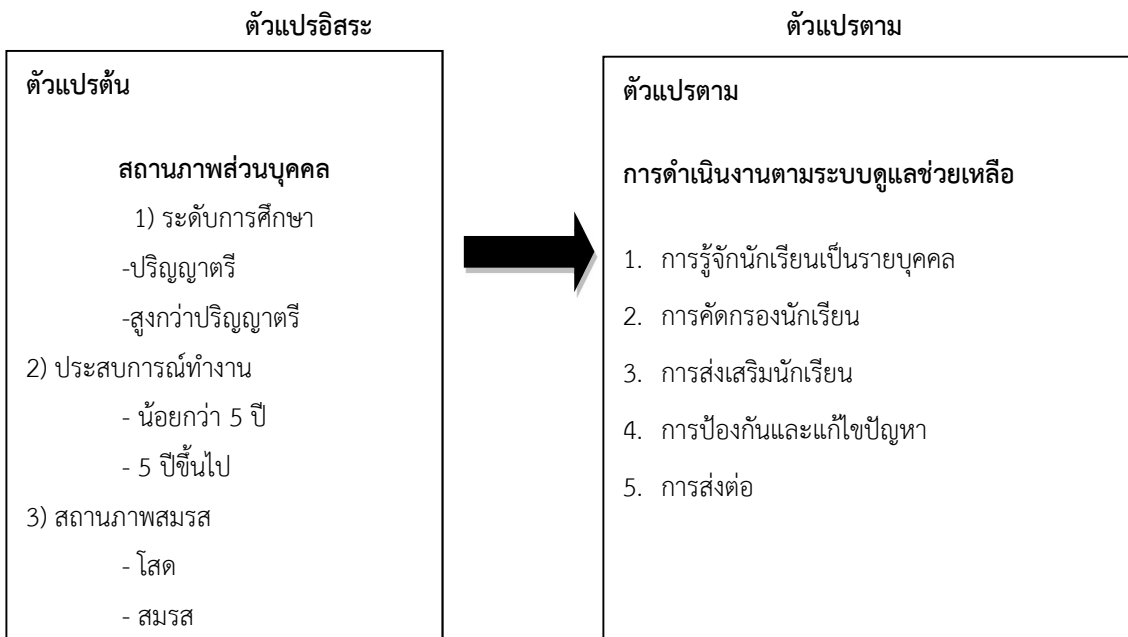 ตัวแปรอิสระ
ตัวแปรต้น
สถานภาพส่วนบุคคล
1) ระดับการศึกษา
-ปริญญาตรี
-สูงกว่าปริญญาตรี
2) ประสบการณ์ทำงาน
- น้อยกว่า 5 ปี
- 5 ปีขึ้นไป
3) สถานภาพสมรส
- โสด
- สมรส
ตัวแปรตาม
ตัวแปรตาม
การดำเนินงานตามระบบดูแลช่วยเหลือ
1. การรู้จักนักเรียนเป็นรายบุคคล
2. การคัดกรองนักเรียน
3. การส่งเสริมนักเรียน
4. การป้องกันและแก้ไขปัญหา
5. การส่งต่อ